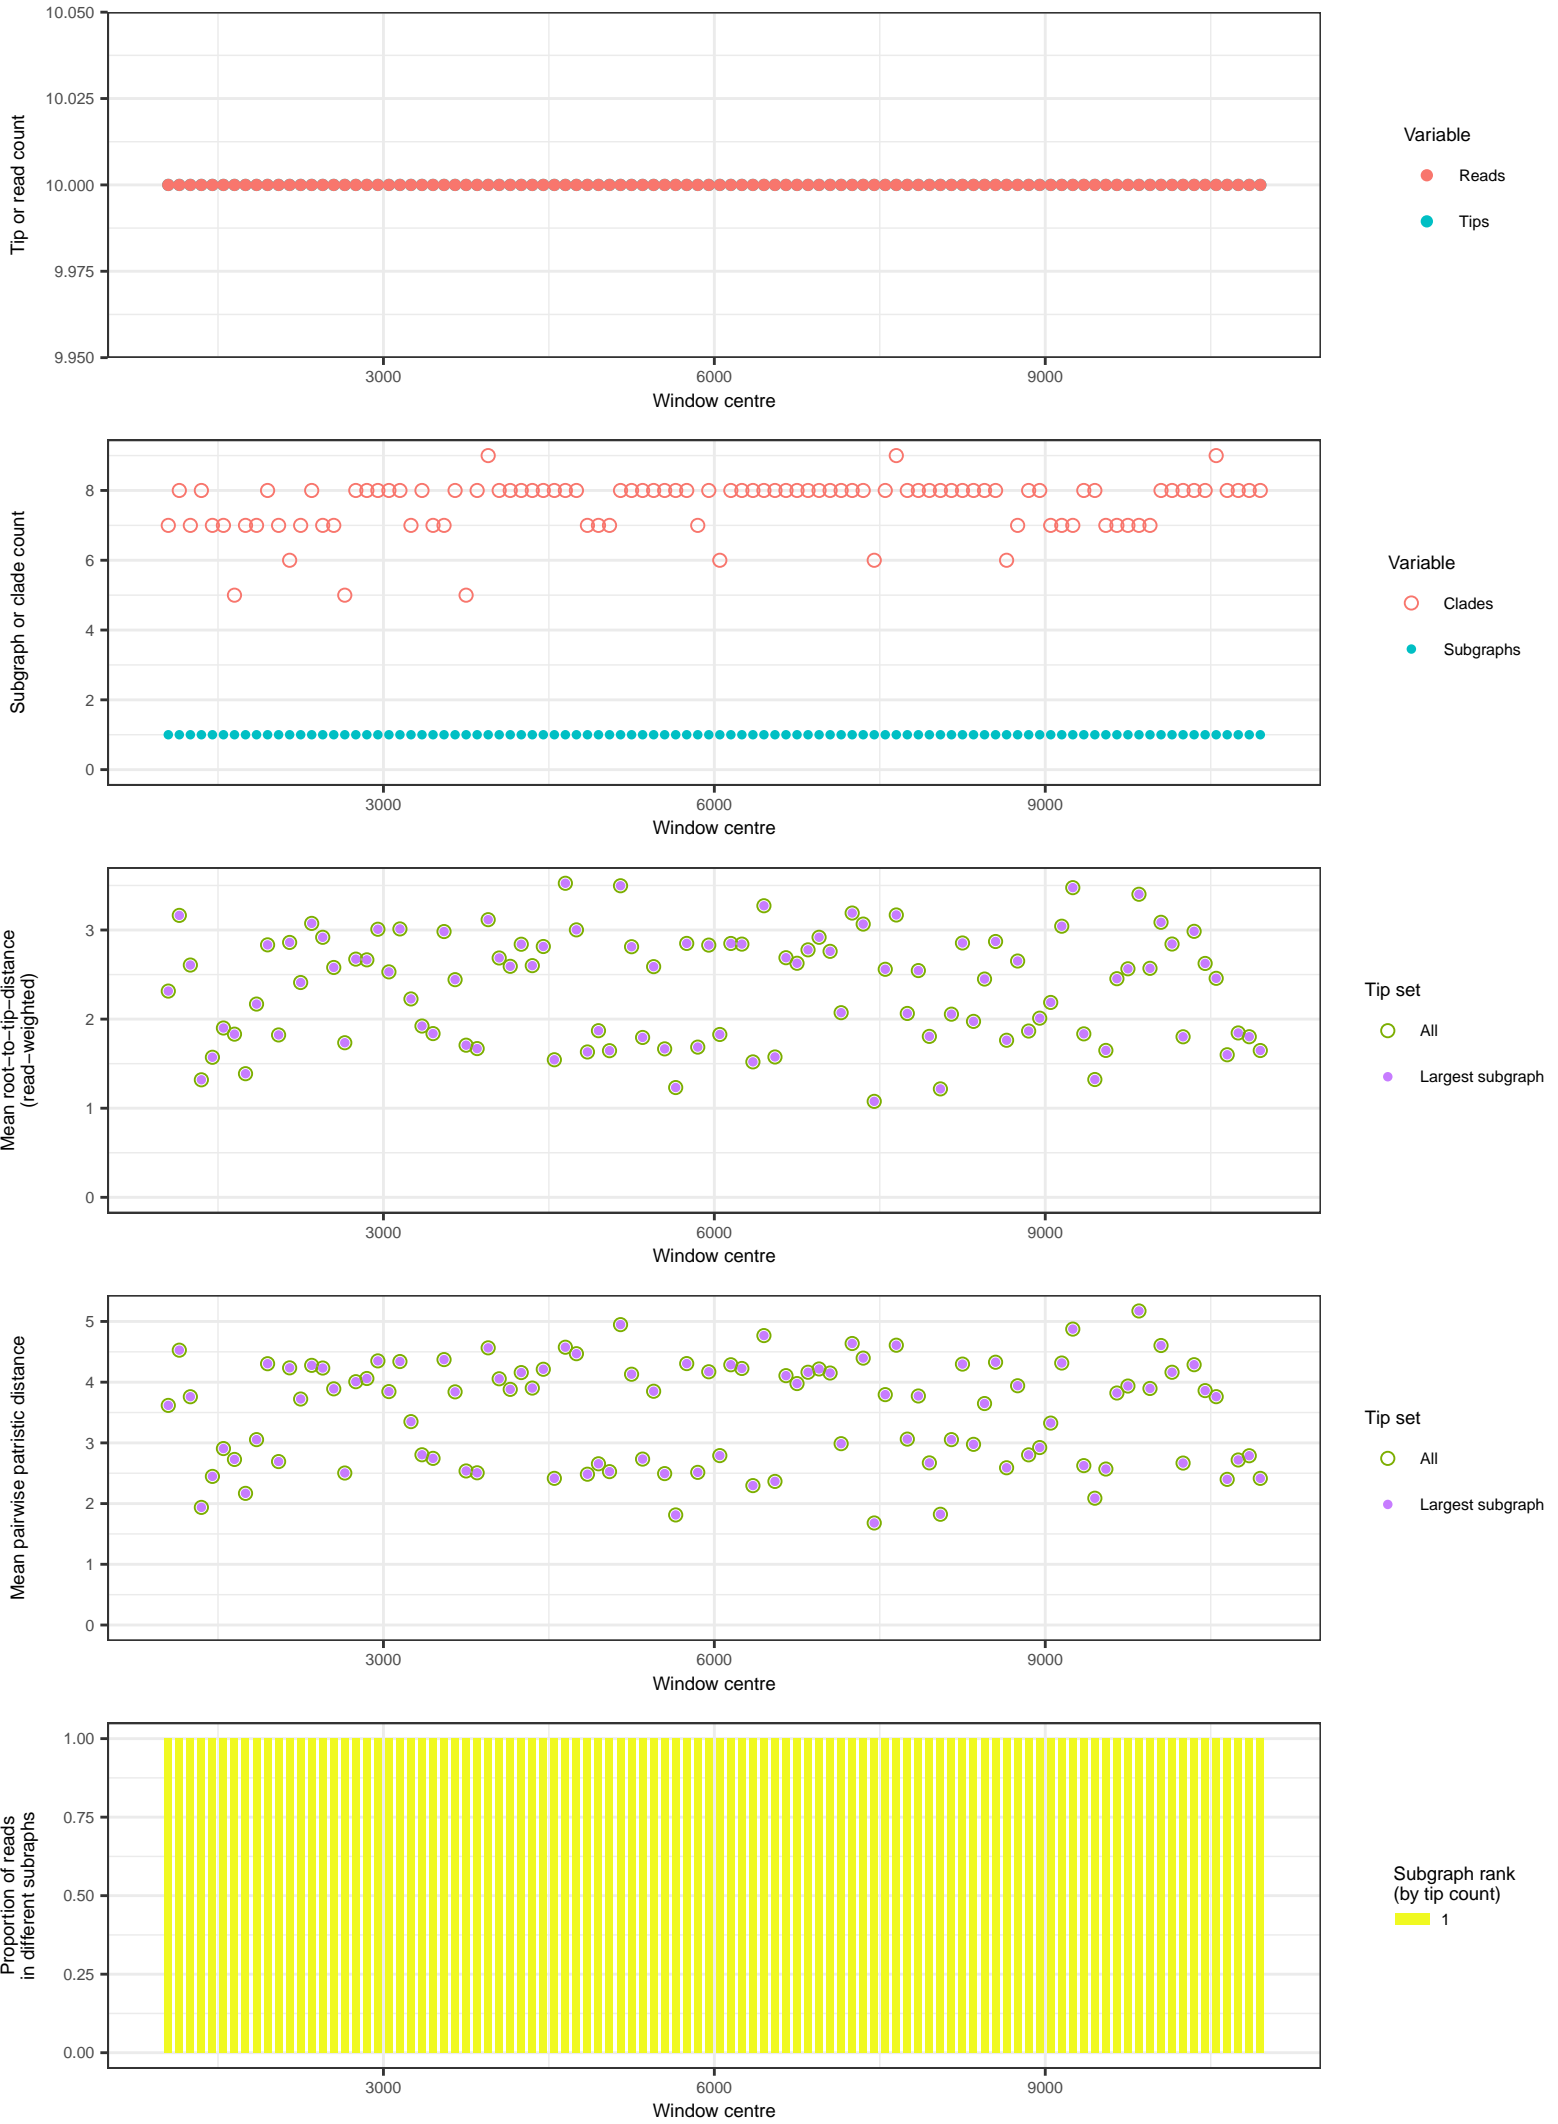 10.050
10.025
10.000
9.975
9.950
Tip or read count
3000 6000 9000
Window centre
Variable
Reads
Tips
8
6
4
2
0
Subgraph or clade count
3000 6000 9000
Window centre
Variable
Clades
Subgraphs
3
2
1
0
Mean root−to−tip−distance
(read−weighted)
3000 6000 9000
Window centre
Tip set
All
Largest subgraph
5
4
3
2
1
0
Mean pairwise patristic distance
3000 6000 9000
Window centre
Tip set
All
Largest subgraph
1.00
0.75
0.50
0.25
0.00
Proportion of reads
in different subraphs
3000 6000 9000
Window centre
Subgraph rank
(by tip count)
1